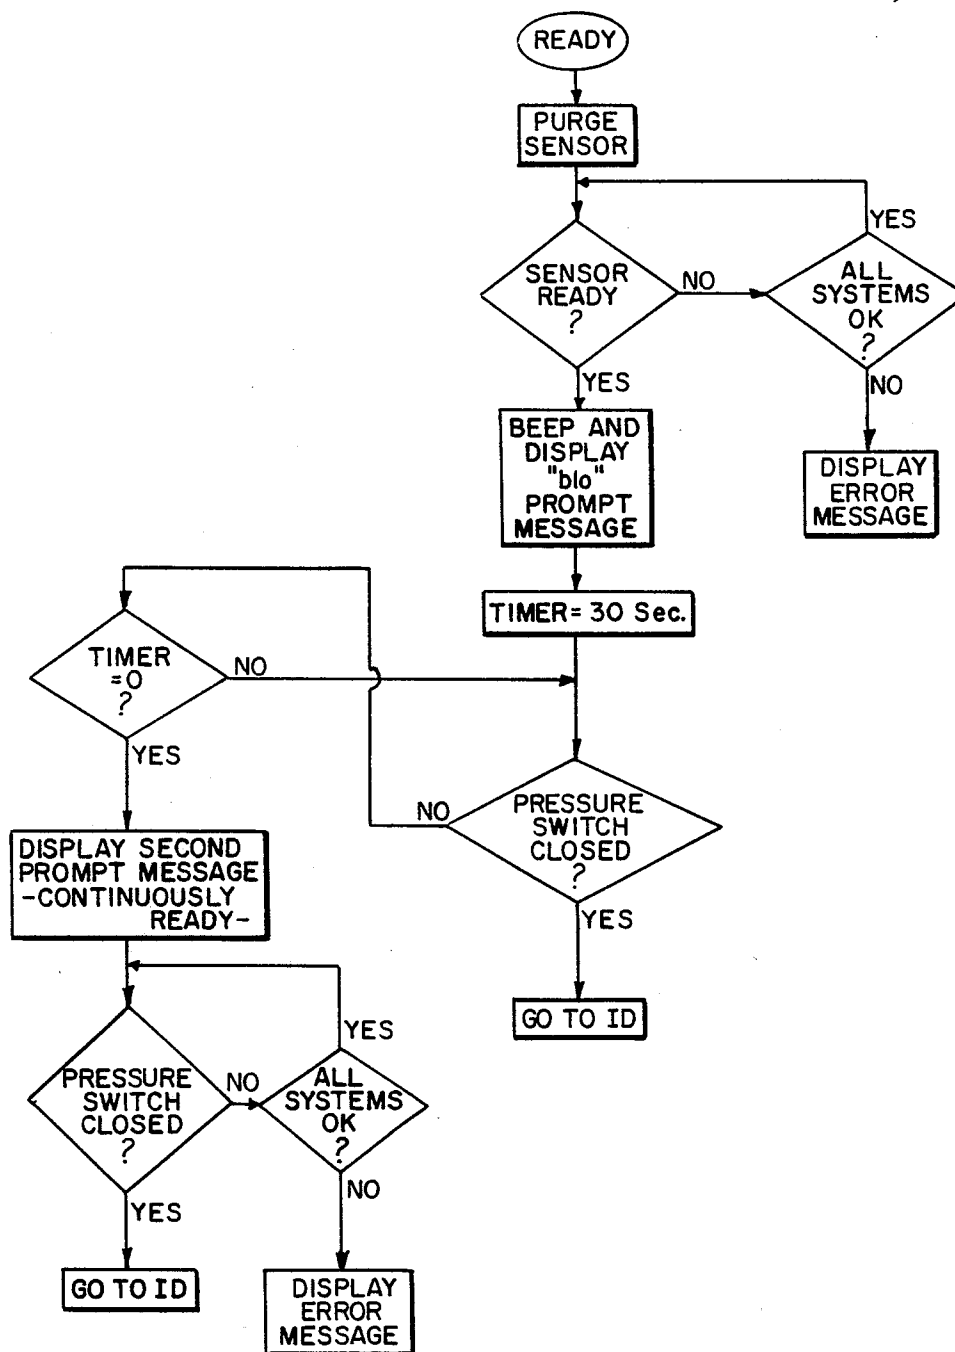 READY
PURGE
SENSOR
YES
SENSOR
READY
?
NO
ALL
SYSTEMS
OK
?
YES
NO
BEEP AND
DISPLAY
"blo"
PROMPT
MESSAGE
DISPLAY
ERROR
MESSAGE
TIMER= 30 Sec.
TIMER
=0
?
NO
YES
NO
PRESSURE
SWITCH
CLOSED
?
YES
DISPLAY SECOND
PROMPT MESSAGE
-CONTINUOUSLY
READY-
GO TO ID
YES
PRESSURE
SWITCH
CLOSED
?
NO
ALL
SYSTEMS
OK
?
YES
NO
GO TO ID
DISPLAY
ERROR
MESSAGE